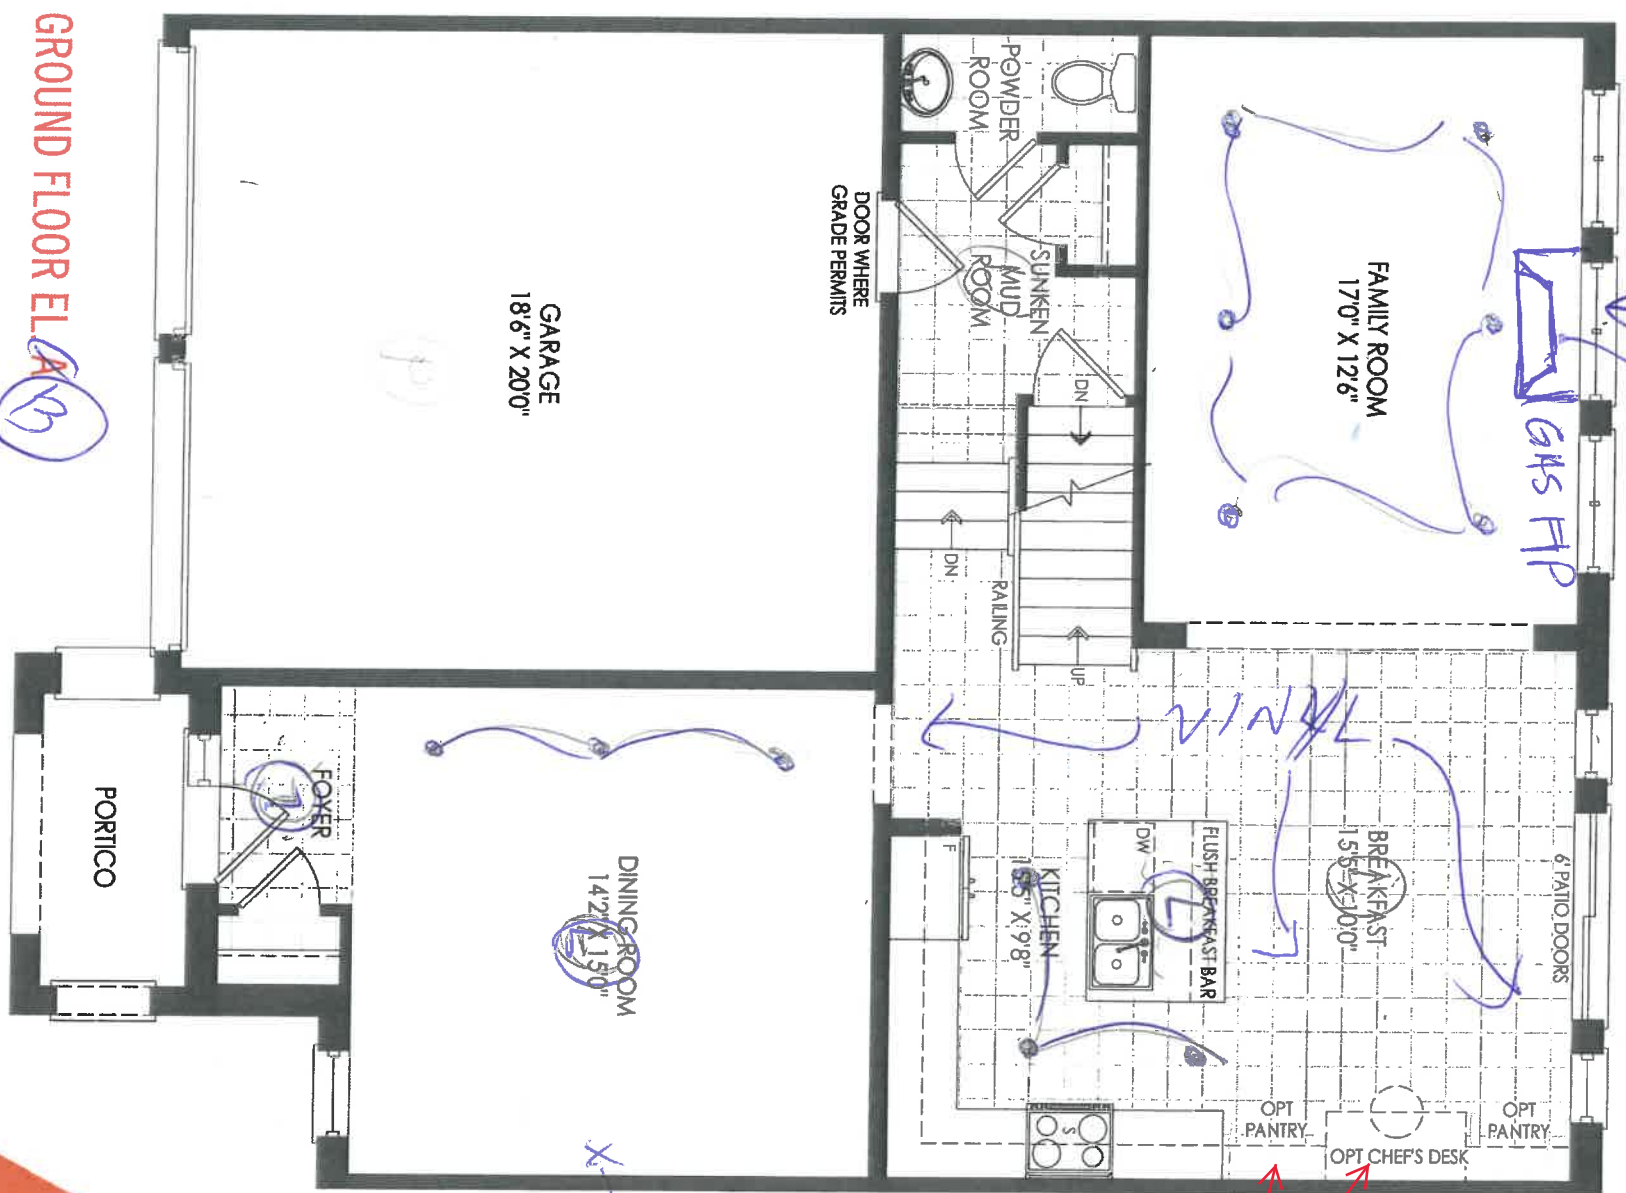 GROUND FLOOR EL. A
B
GARAGE
18'6" X 20'0"
DOOR WHERE
GRADE PERMITS
POWDER
ROOM
SUNKEN
MUD
ROOM
DN
DN
RAILING
UP
FAMILY ROOM
17'0" X 12'6"
GAS FP
PORTICO
FOYER
L
DINING ROOM
14'2" X 15'0"
L
X
F
KITCHEN
X 9'8"
DW
L
FLUSH BREAKFAST BAR
BREAKFAST
15'5" X 10'0"
6' PATIO DOORS
S
OPT
PANTRY
OPT CHEF'S DESK
OPT
PANTRY